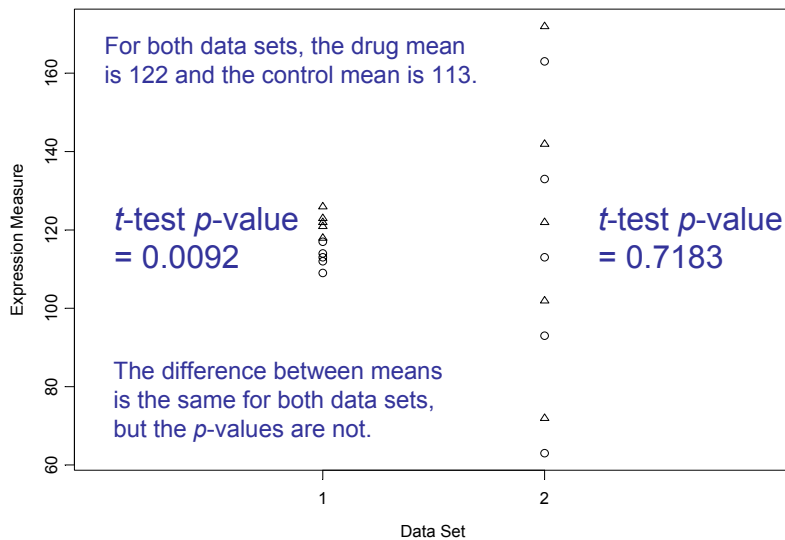 For both data sets, the drug mean
is 122 and the control mean is 113.
t-test p-value
= 0.0092
t-test p-value
= 0.7183
The difference between means
is the same for both data sets,
but the p-values are not.
Expression Measure
160
140
120
100
80
60
1
2
Data Set